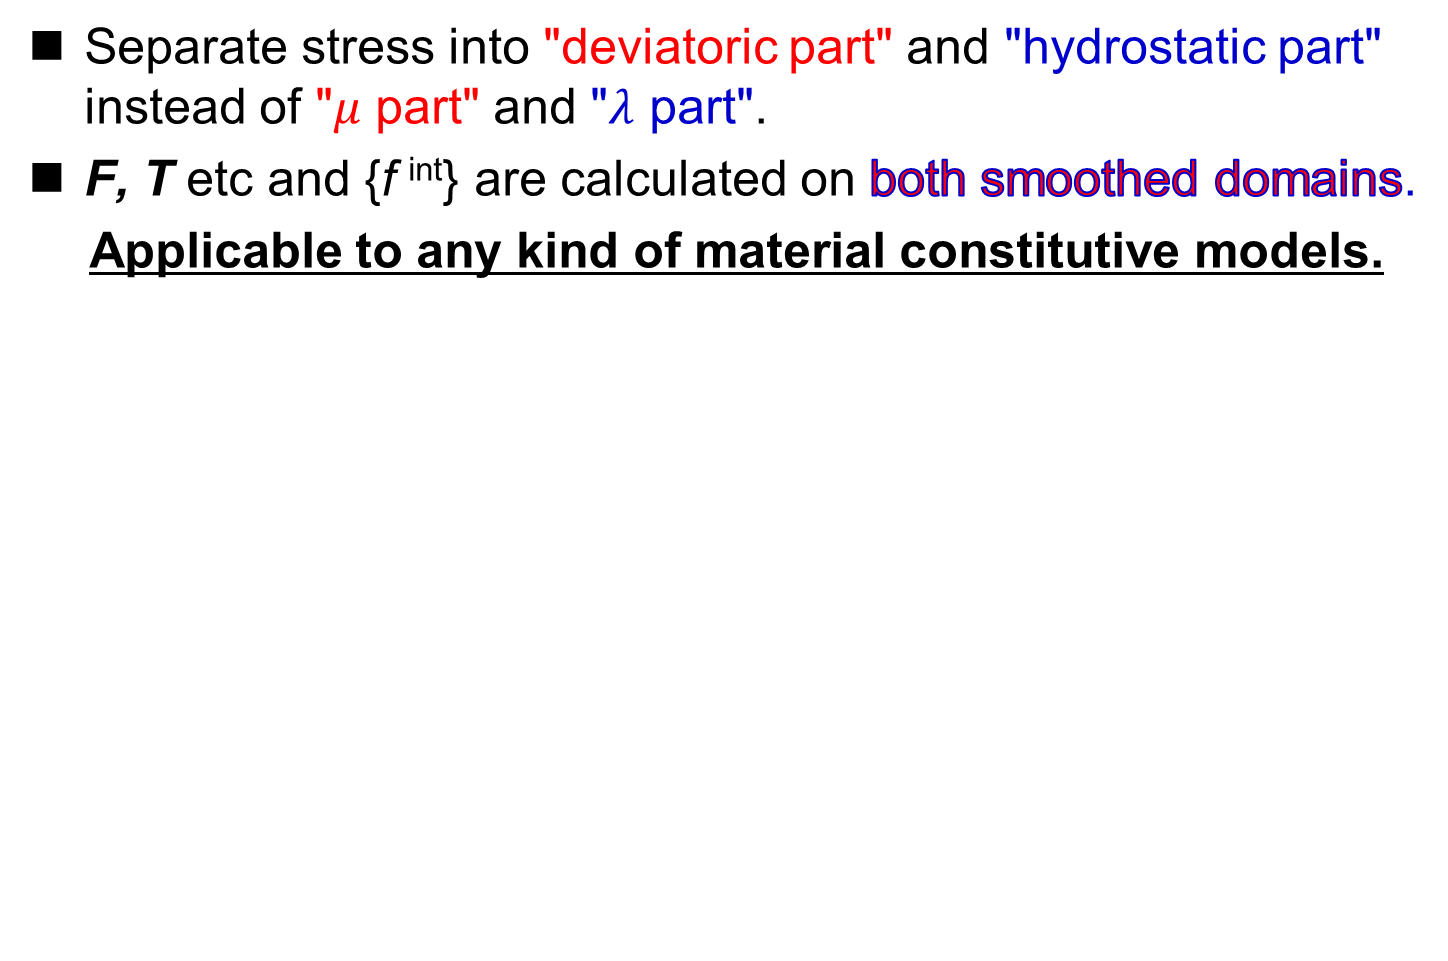 ■ Separate stress into "deviatoric part" and "hydrostatic part"
instead of "𝜇 part" and "𝜆 part".
■ F, T etc and {f int} are calculated on both smoothed domains.
Applicable to any kind of material constitutive models.